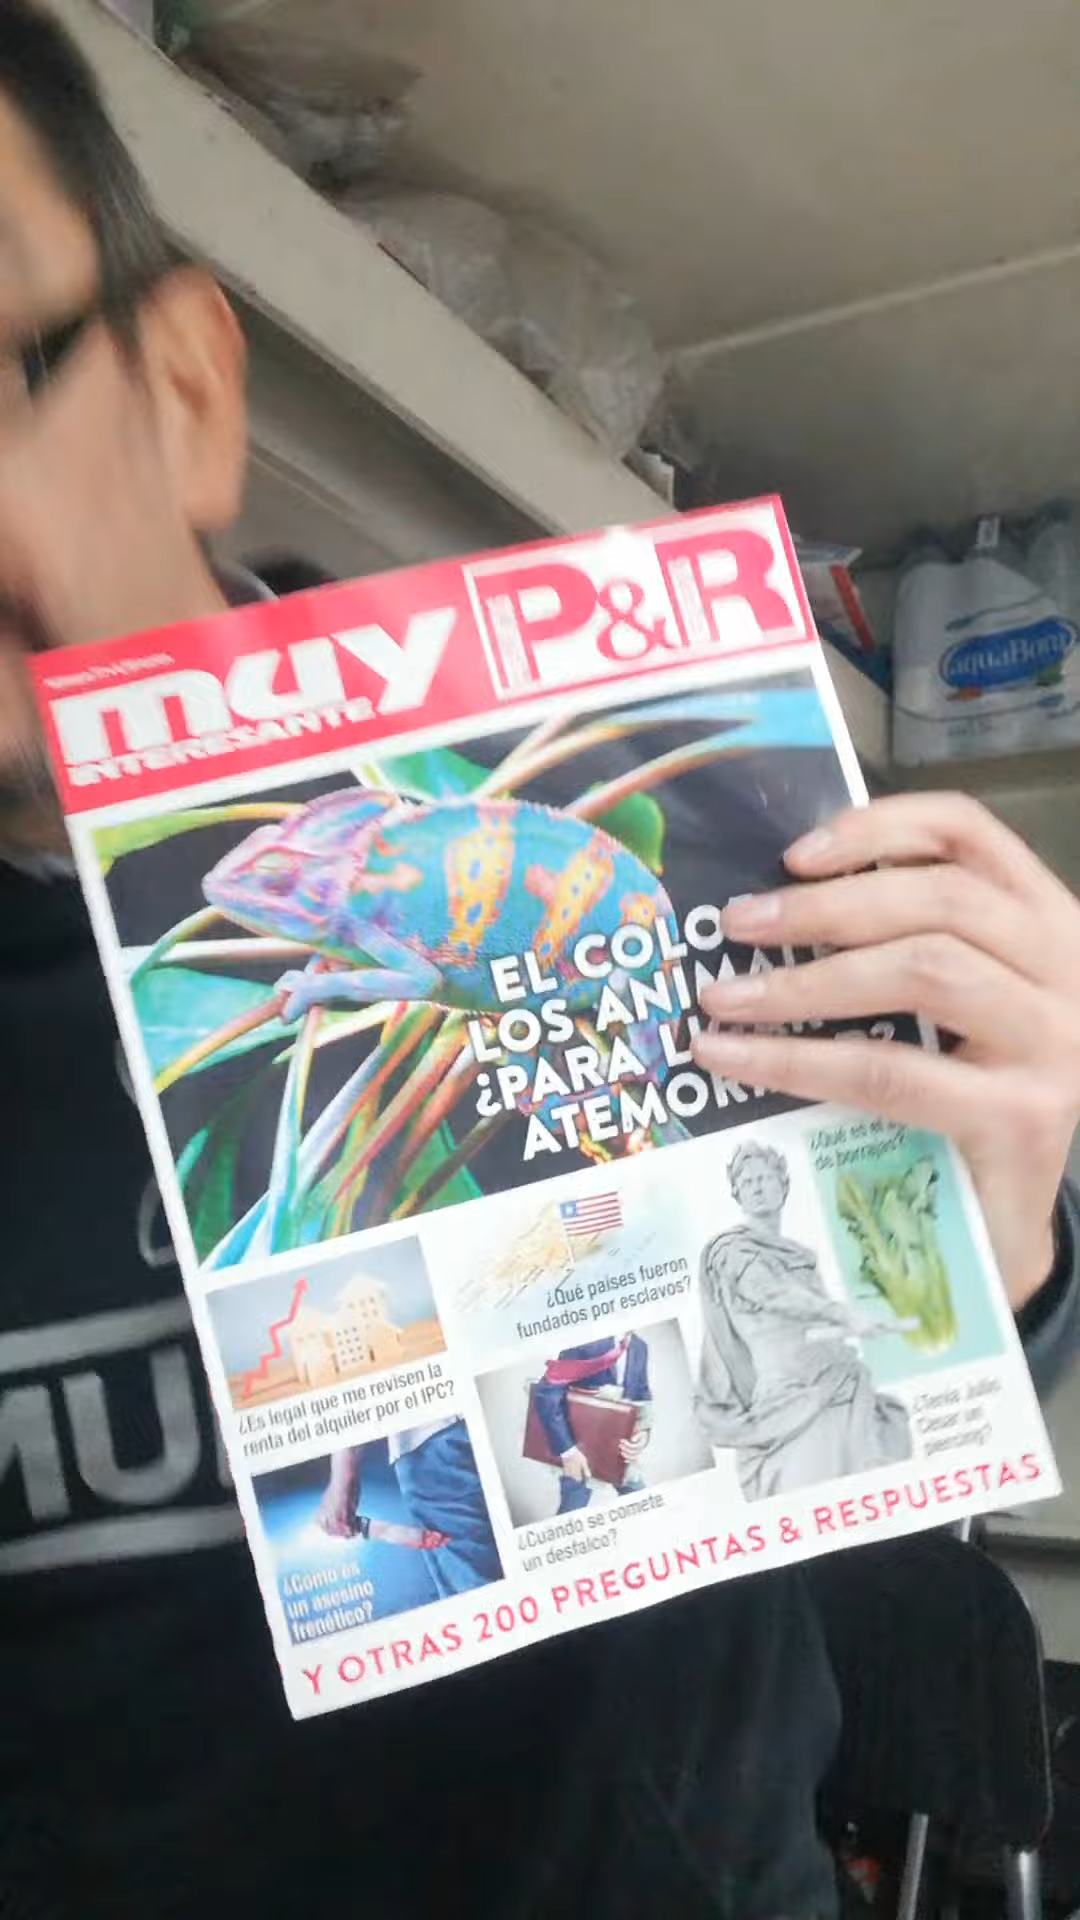 muy
INTERESANTE
P&R
EL COLO
LOS ANIMA
¿PARA
ATEMOR
¿Qué países fueron
fundados por esclavos?
¿Es legal que me revisen la
renta del alquiler por el IPC?
¿Cuándo se comete
un desfalco?
¿Cómo es
un asesino
frenético?
¿Qué es el
de borrajas?
¿Tenía Julio
César un
piercing?
Y OTRAS 200 PREGUNTAS & RESPUESTAS
aquaBona
MU